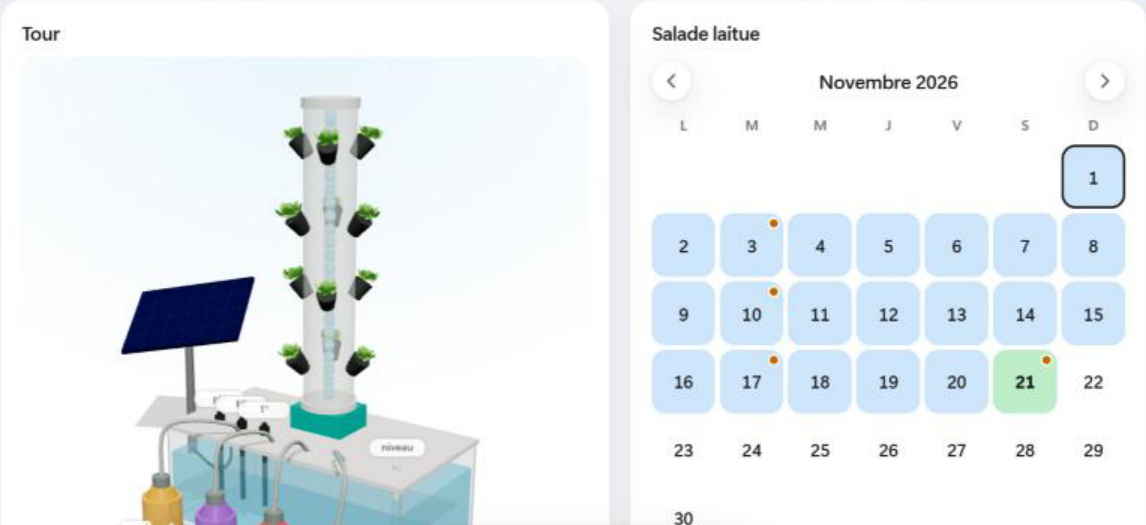 Tour
niveau
Salade laitue
Novembre 2026
L M M J V S D
1
2 3 4 5 6 7 8
9 10 11 12 13 14 15
16 17 18 19 20 21 22
23 24 25 26 27 28 29
30